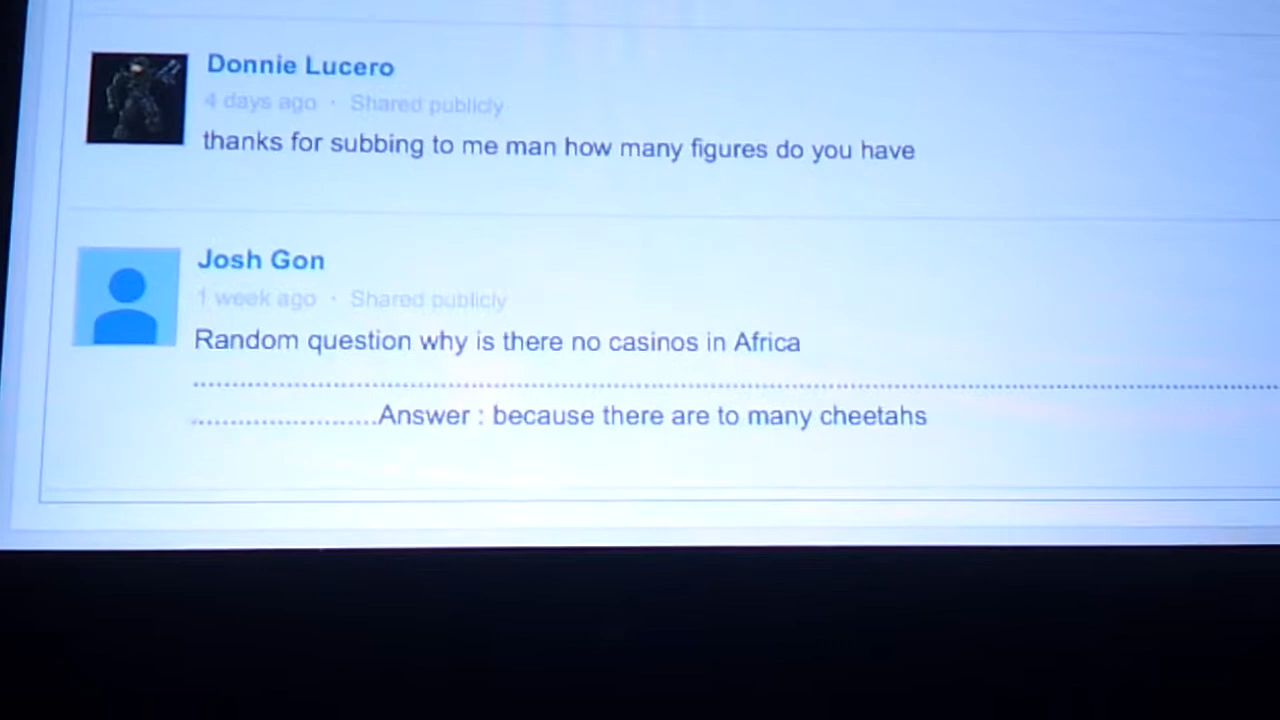 Donnie Lucero
4 days ago · Shared publicly
thanks for subbing to me man how many figures do you have
Josh Gon
1 week ago · Shared publicly
Random question why is there no casinos in Africa
........................................................................................................................................
........................Answer : because there are to many cheetahs